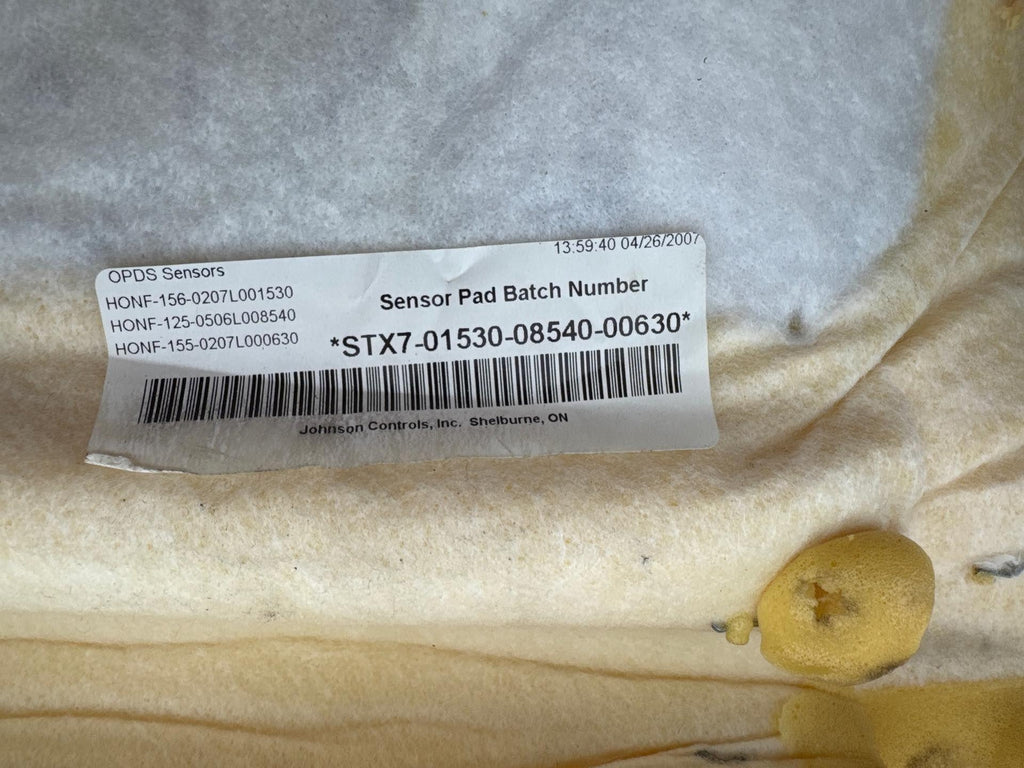 13:59:40 04/26/2007
OPDS Sensors
HONF-156-0207L001530
HONF-125-0506L008540
HONF-155-0207L000630
Sensor Pad Batch Number
*STX7-01530-08540-00630*
Johnson Controls, Inc. Shelburne, ON